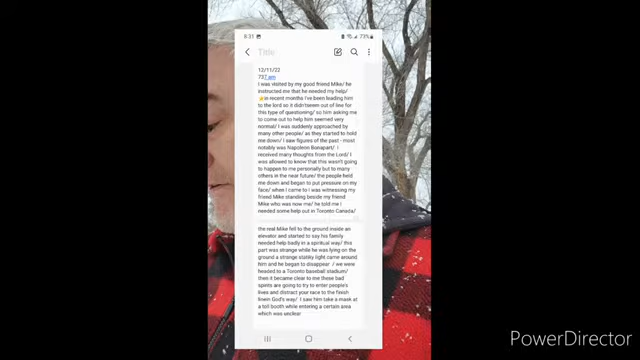 8:31
73%
Title
12/11/22
737 am
I was visited by my good friend Mike/ he
instructed me that he needed my help/
in recent months I've been leading him
to the lord so it didn'tseem out of line for
this type of questioning/ so him asking me
to come out to help him seemed very
normal/ I was suddenly approached by
many other people/ as they started to hold
me down/ I saw figures of the past - most
notably was Napoleon Bonapart/ I
received many thoughts from the Lord/ I
was allowed to know that this wasn't going
to happen to me personally but to many
others in the near future/ the people held
me down and began to put pressure on my
face/ when I came to I was witnessing my
friend Mike standing beside my friend
Mike who was now me/ he told me I
needed some help out in Toronto Canada/
the real Mike fell to the ground inside an
elevator and started to say his family
needed help badly in a spiritual way/ this
part was strange while he was lying on the
ground a strange statiky light came around
him and he began to disappear / we were
headed to a Toronto baseball stadium/
then it became clear to me these bad
spirits are going to try to enter people's
lives and distract your race to the finish
linein God's way/ I saw him take a mask at
a toll booth while entering a certain area
which was unclear
PowerDirector